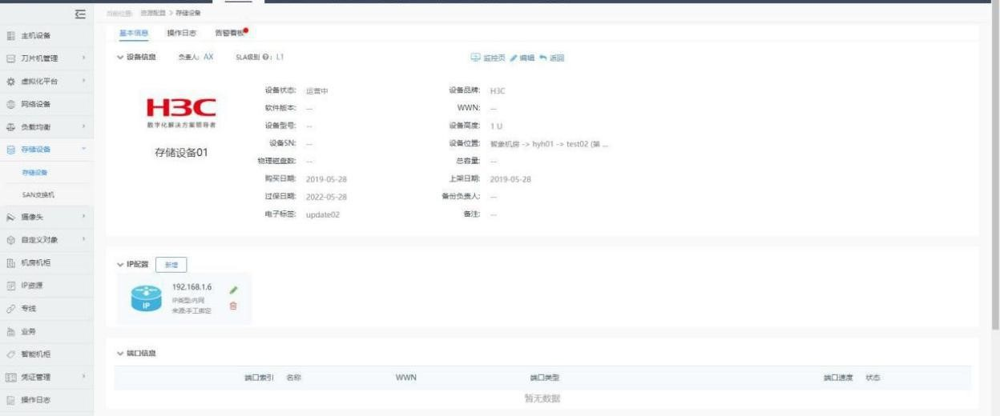 当前位置: 资源配置 > 存储设备
主机设备
刀片机管理
虚拟化平台
网络设备
负载均衡
存储设备
存储设备
SAN交换机
摄像头
自定义对象
机房机柜
IP资源
专线
业务
智能机柜
凭证管理
操作日志
基本信息 操作日志 告警看板
设备信息 负责人: AX SLA级别 : L1 监控页 编辑 返回
H3C
数字化解决方案领导者
存储设备01
设备状态: 运营中 设备品牌: H3C
软件版本: -- WWN: --
设备型号: -- 设备高度: 1 U
设备SN: -- 设备位置: 智象机房 -> hyh01 -> test02 (第 ...
物理磁盘数: -- 总容量: --
购买日期: 2019-05-28 上架日期: 2019-05-28
过保日期: 2022-05-28 备份负责人: --
电子标签: update02 备注: --
IP配置 新增
IP
192.168.1.6
IP类型:内网
来源:手工绑定
端口信息
端口索引 名称 WWN 端口类型 端口速度 状态
暂无数据